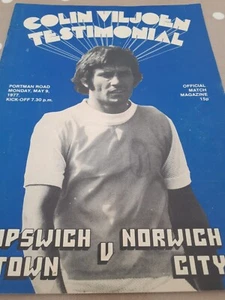 COLIN VILJOEN
TESTIMONIAL
PORTMAN ROAD
MONDAY, MAY 9,
1977.
KICK-OFF 7.30 p.m.
OFFICIAL
MATCH
MAGAZINE
15p
IPSWICH V NORWICH
TOWN CITY